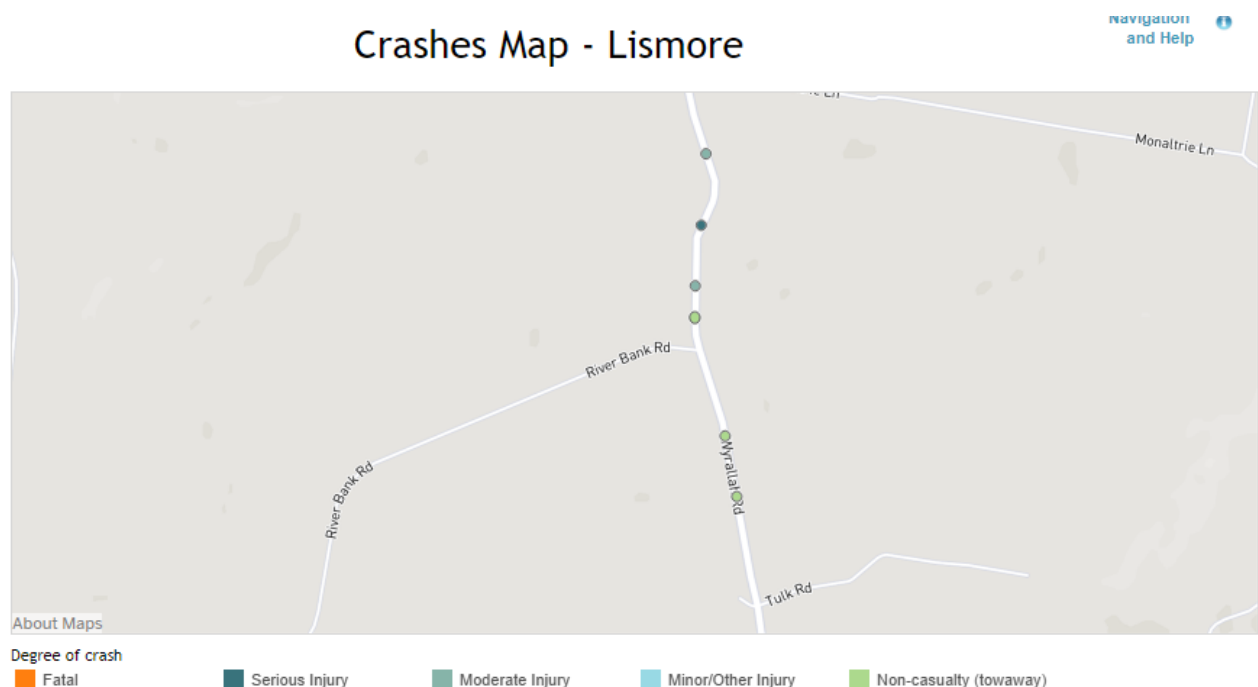 Navigation
and Help
Crashes Map - Lismore
Monaltrie Ln
River Bank Rd
River Bank Rd
Wyrallah Rd
Tulk Rd
About Maps
Degree of crash
Fatal
Serious Injury
Moderate Injury
Minor/Other Injury
Non-casualty (towaway)